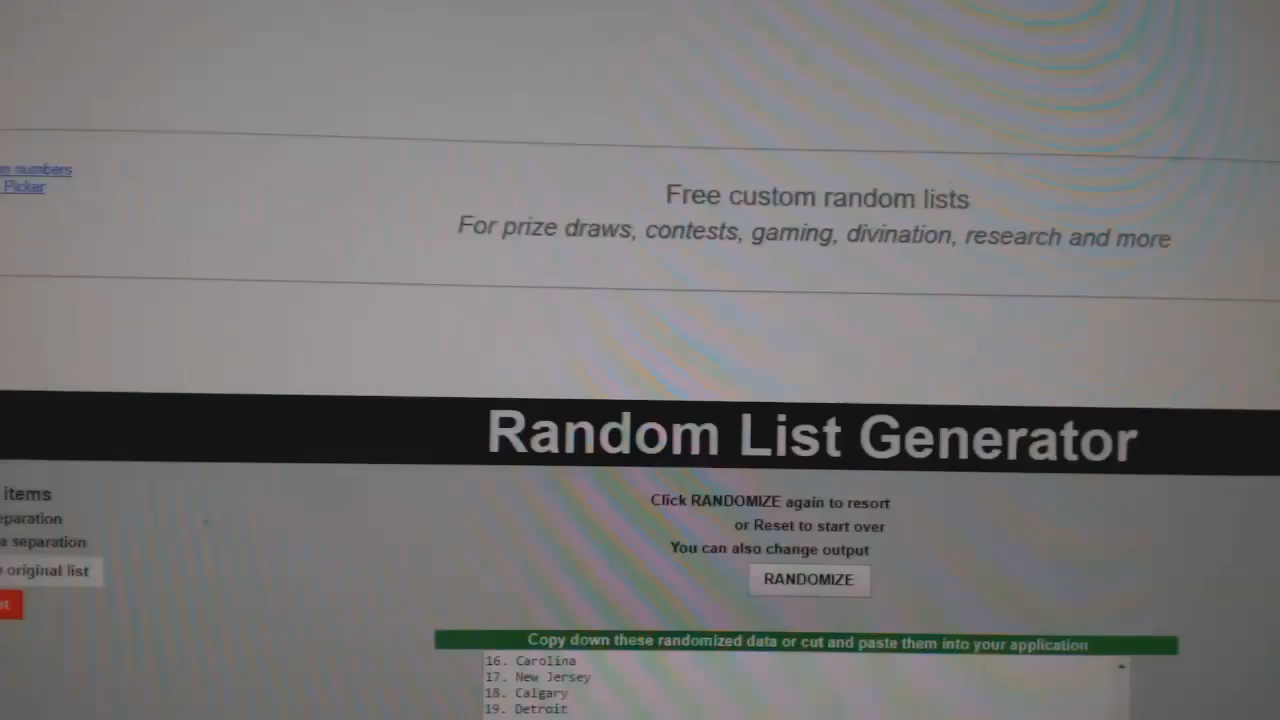 numbers
Picker
Free custom random lists
For prize draws, contests, gaming, divination, research and more
Random List Generator
items
separation
Click RANDOMIZE again to resort
or Reset to start over
a separation
You can also change output
original list
RANDOMIZE
Copy down these randomized data or cut and paste them into your application
16. Carolina
17. New Jersey
18. Calgary
19. Detroit